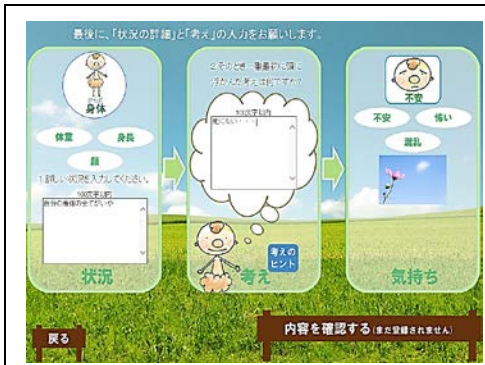 最後に、「状況の詳細」と「考え」の入力をお願いします。
身体
体重
身長
顔
1.詳しい状況を入力してください。
100文字以内
自分の身体の全てがいや
状況
2.そのとき一番最初に頭に
浮かんだ考えは何ですか?
100文字以内
死にたい・・・
考えの
ヒント
考え
不安
不安
怖い
混乱
気持ち
戻る
内容を確認する(まだ登録されません)